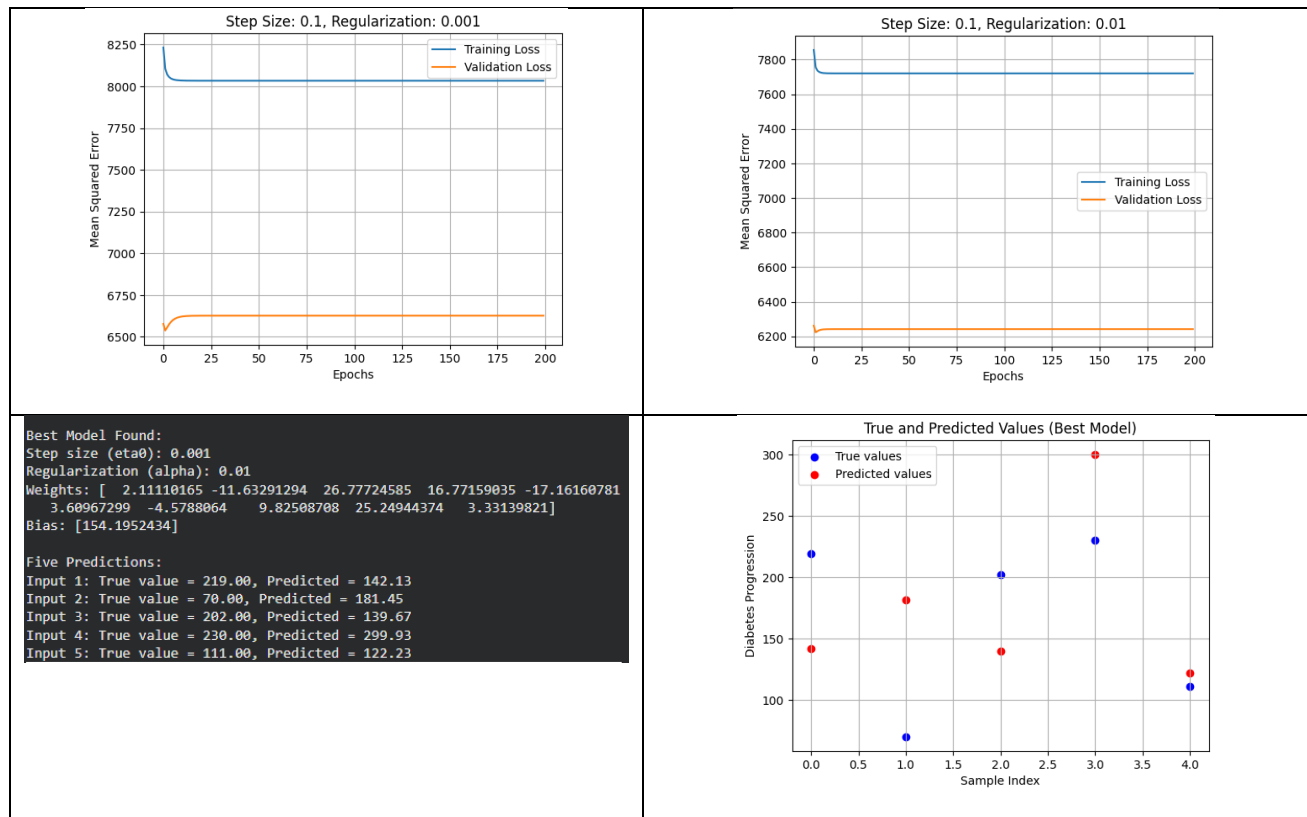 Step Size: 0.1, Regularization: 0.001
8250
8000
7750
7500
7250
7000
6750
6500
Mean Squared Error
Training Loss
Validation Loss
0 25 50 75 100 125 150 175 200
Epochs
Step Size: 0.1, Regularization: 0.01
7800
7600
7400
7200
7000
6800
6600
6400
6200
Mean Squared Error
Training Loss
Validation Loss
0 25 50 75 100 125 150 175 200
Epochs
Best Model Found:
Step size (eta0): 0.001
Regularization (alpha): 0.01
Weights: [ 2.11110165 -11.63291294 26.77724585 16.77159035 -17.16160781
3.60967299 -4.5788064 9.82508708 25.24944374 3.33139821]
Bias: [154.1952434]
Five Predictions:
Input 1: True value = 219.00, Predicted = 142.13
Input 2: True value = 70.00, Predicted = 181.45
Input 3: True value = 202.00, Predicted = 139.67
Input 4: True value = 230.00, Predicted = 299.93
Input 5: True value = 111.00, Predicted = 122.23
True and Predicted Values (Best Model)
300
250
200
150
100
Diabetes Progression
True values
Predicted values
0.0 0.5 1.0 1.5 2.0 2.5 3.0 3.5 4.0
Sample Index